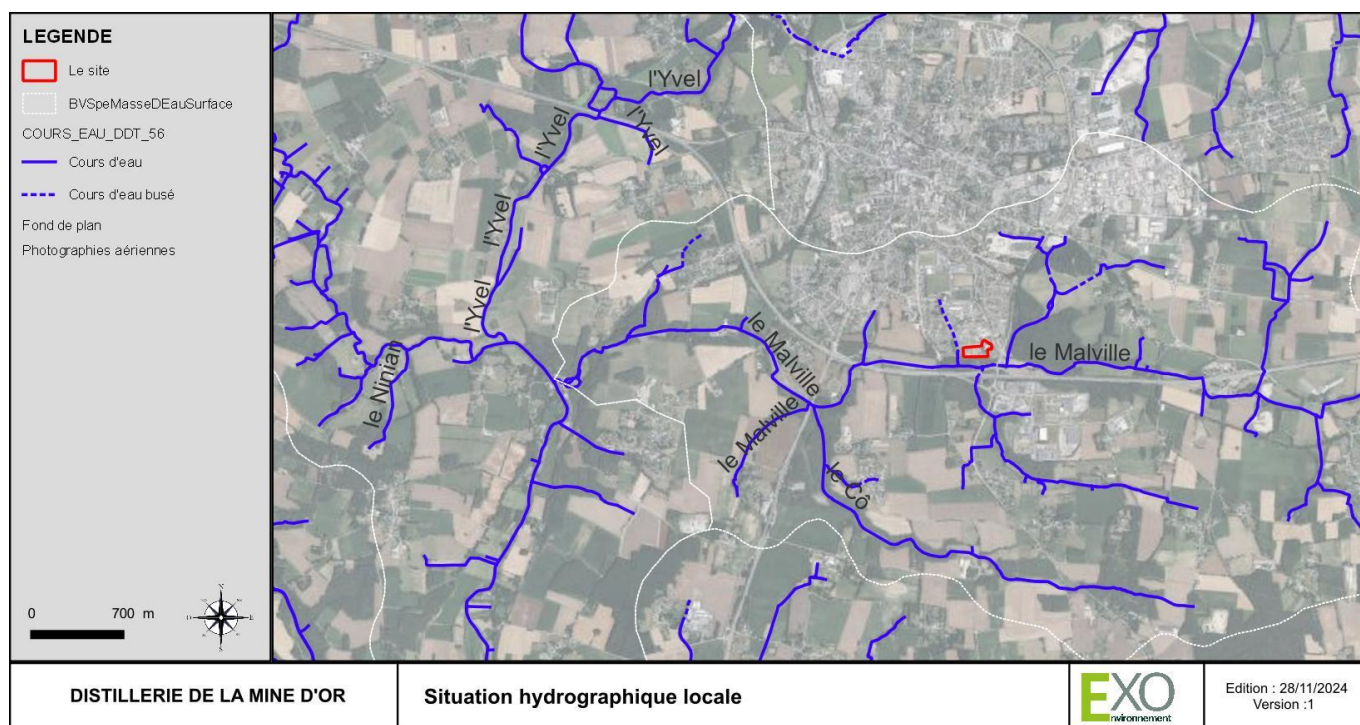 LEGENDE
Le site
BVSpeMasseDEauSurface
COURS_EAU_DDT_56
Cours d'eau
Cours d'eau busé
Fond de plan
Photographies aériennes
0 700 m
N
S
l'Yvel
l'Yvel
l'Yvel
l'Yvel
l'Yvel
le Ninian
le Malville
le Malville
le Malville
le Cô
DISTILLERIE DE LA MINE D'OR
Situation hydrographique locale
EXO
nvironnement
Edition : 28/11/2024
Version :1